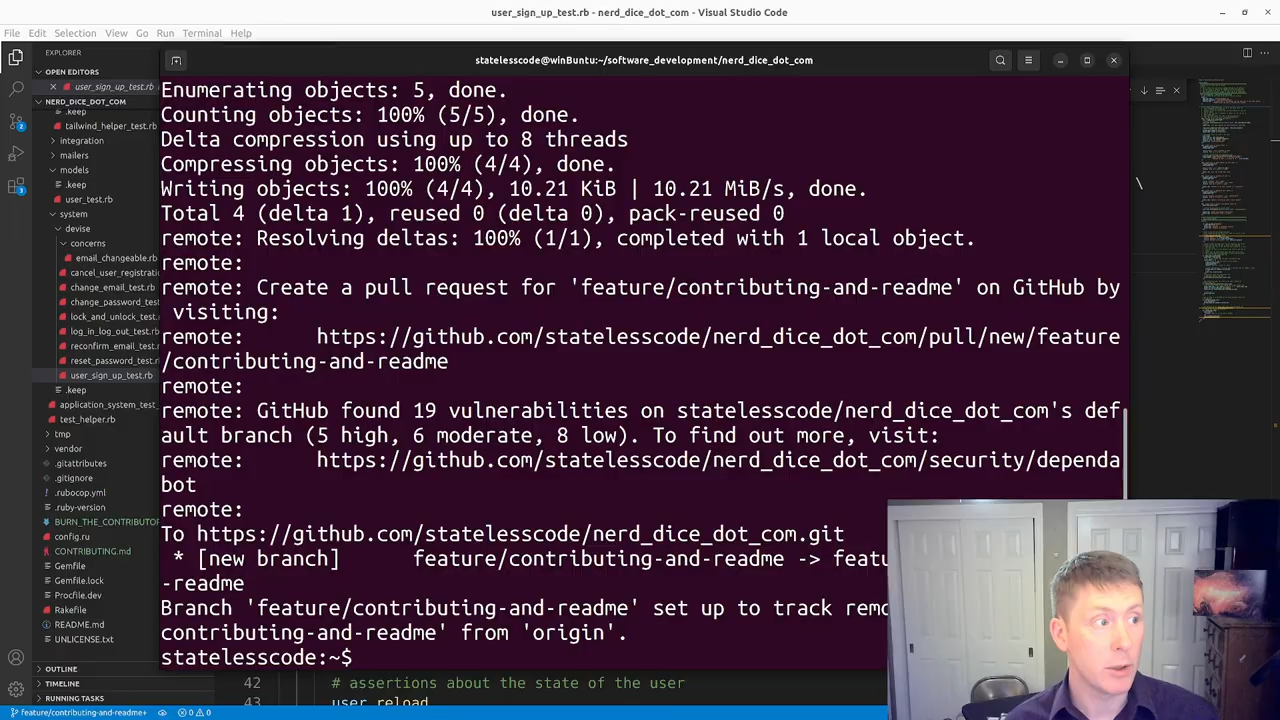 user_sign_up_test.rb - nerd_dice_dot_com - Visual Studio Code
File Edit Selection View Go Run Terminal Help
EXPLORER
OPEN EDITORS
user_sign_up_test.rb
NERD_DICE_DOT_COM
.keep
tailwind_helper_test.rb
integration
mailers
models
.keep
user_test.rb
system
devise
concerns
email_changeable.rb
cancel_user_registrati
change_email_test.rb
change_password_test
lock_and_unlock_test.r
log_in_log_out_test.rb
reconfirm_email_test.rb
reset_password_test.rb
user_sign_up_test.rb
.keep
application_system_test
test_helper.rb
tmp
vendor
.gitattributes
.gitignore
.rubocop.yml
.ruby-version
BURN_THE_CONTRIBUTOR
config.ru
CONTRIBUTING.md
Gemfile
Gemfile.lock
Procfile.dev
Rakefile
README.md
UNLICENSE.txt
OUTLINE
TIMELINE
RUNNING TASKS
statelesscode@winBuntu:~/software_development/nerd_dice_dot_com
Enumerating objects: 5, done.
Counting objects: 100% (5/5), done.
Delta compression using up to 8 threads
Compressing objects: 100% (4/4), done.
Writing objects: 100% (4/4), 10.21 KiB | 10.21 MiB/s, done.
Total 4 (delta 1), reused 0 (delta 0), pack-reused 0
remote: Resolving deltas: 100% (1/1), completed with 1 local object.
remote:
remote: Create a pull request for 'feature/contributing-and-readme' on GitHub by
visiting:
remote:      https://github.com/statelesscode/nerd_dice_dot_com/pull/new/feature
/contributing-and-readme
remote:
remote: GitHub found 19 vulnerabilities on statelesscode/nerd_dice_dot_com's def
ault branch (5 high, 6 moderate, 8 low). To find out more, visit:
remote:      https://github.com/statelesscode/nerd_dice_dot_com/security/dependa
bot
remote:
To https://github.com/statelesscode/nerd_dice_dot_com.git
* [new branch]      feature/contributing-and-readme -> featu
-readme
Branch 'feature/contributing-and-readme' set up to track remo
contributing-and-readme' from 'origin'.
statelesscode:~$
42 # assertions about the state of the user
43 user.reload
feature/contributing-and-readme+ 0 0